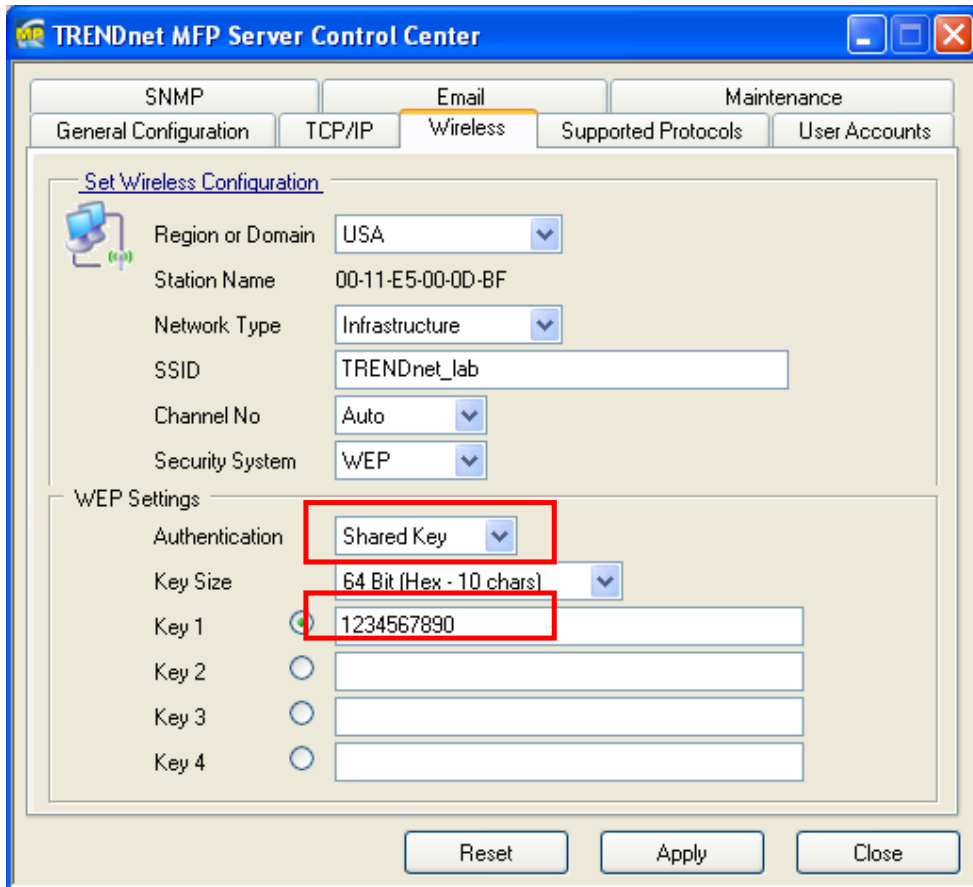 TRENDnet MFP Server Control Center
SNMP Email Maintenance
General Configuration TCP/IP Wireless Supported Protocols User Accounts
Set Wireless Configuration
Region or Domain USA
Station Name 00-11-E5-00-0D-BF
Network Type Infrastructure
SSID TRENDnet_lab
Channel No Auto
Security System WEP
WEP Settings
Authentication Shared Key
Key Size 64 Bit (Hex - 10 chars)
Key 1 1234567890
Key 2
Key 3
Key 4
Reset Apply Close